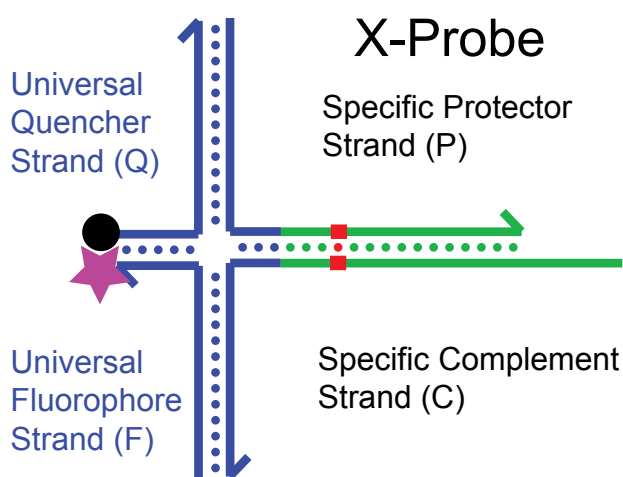 X-Probe
Universal
Quencher
Strand (Q)
Specific Protector
Strand (P)
Universal
Fluorophore
Strand (F)
Specific Complement
Strand (C)